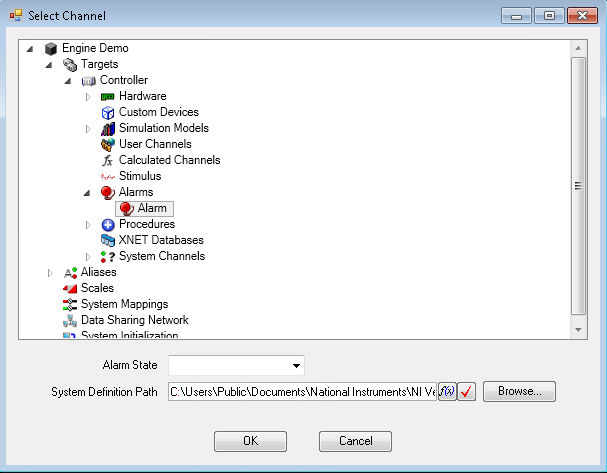 Select Channel
Engine Demo
Targets
Controller
Hardware
Custom Devices
Simulation Models
User Channels
fx Calculated Channels
Stimulus
Alarms
Alarm
Procedures
XNET Databases
? System Channels
A Aliases
Scales
System Mappings
Data Sharing Network
System Initialization
Alarm State
System Definition Path C:\Users\Public\Documents\National Instruments\NI Ve f(x) Browse...
OK Cancel